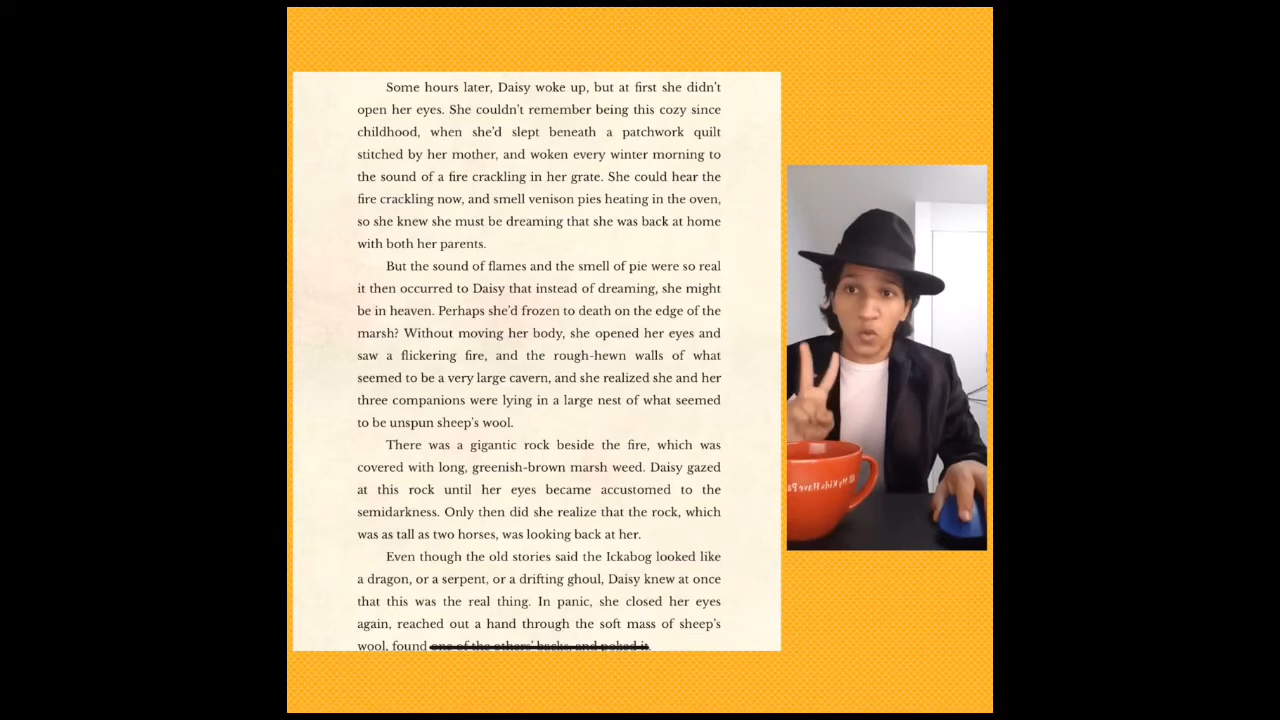 Some hours later, Daisy woke up, but at first she didn't
open her eyes. She couldn't remember being this cozy since
childhood, when she'd slept beneath a patchwork quilt
stitched by her mother, and woken every winter morning to
the sound of a fire crackling in her grate. She could hear the
fire crackling now, and smell venison pies heating in the oven,
so she knew she must be dreaming that she was back at home
with both her parents.
But the sound of flames and the smell of pie were so real
it then occurred to Daisy that instead of dreaming, she might
be in heaven. Perhaps she'd frozen to death on the edge of the
marsh? Without moving her body, she opened her eyes and
saw a flickering fire, and the rough-hewn walls of what
seemed to be a very large cavern, and she realized she and her
three companions were lying in a large nest of what seemed
to be unspun sheep's wool.
There was a gigantic rock beside the fire, which was
covered with long, greenish-brown marsh weed. Daisy gazed
at this rock until her eyes became accustomed to the
semidarkness. Only then did she realize that the rock, which
was as tall as two horses, was looking back at her.
Even though the old stories said the Ickabog looked like
a dragon, or a serpent, or a drifting ghoul, Daisy knew at once
that this was the real thing. In panic, she closed her eyes
again, reached out a hand through the soft mass of sheep's
wool, found one of the others' backs, and poked it.
My Kids Have Pa